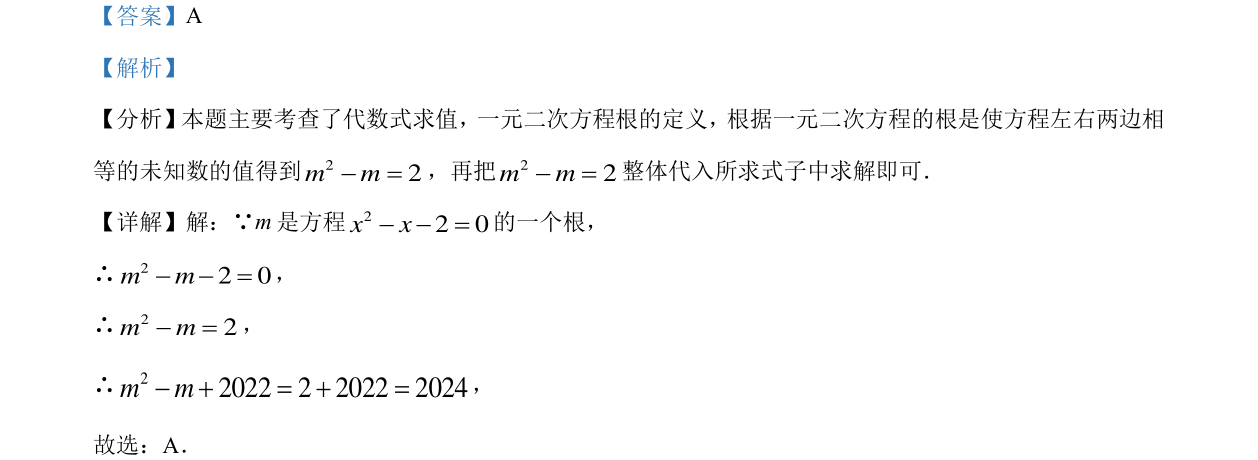 【答案】A
【解析】
【分析】本题主要考查了代数式求值，一元二次方程根的定义，根据一元二次方程的根是使方程左右两边相
等的未知数的值得到m² − m = 2，再把m² − m = 2整体代入所求式子中求解即可．
【详解】解：∵m 是方程x² − x − 2 = 0的一个根，
∴m² − m − 2 = 0，
∴m² − m = 2，
∴m² − m + 2022 = 2 + 2022 = 2024，
故选：A．